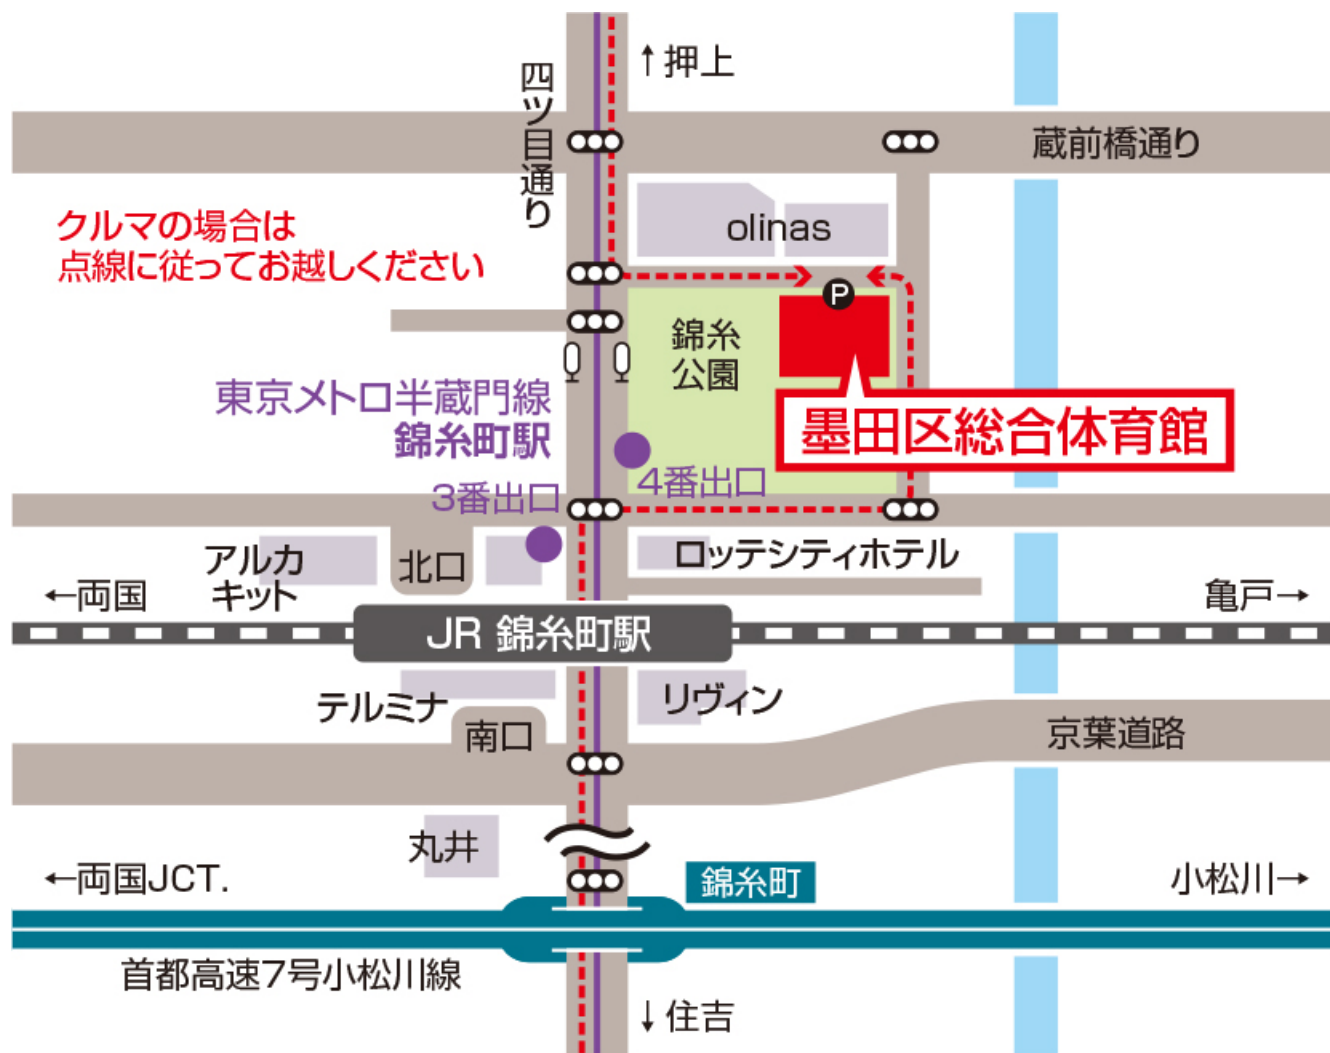 ↑押上
四ツ目通り
蔵前橋通り
クルマの場合は
点線に従ってお越しください
olinas
P
錦糸
公園
東京メトロ半蔵門線
錦糸町駅
墨田区総合体育館
3番出口
4番出口
アルカ
キット
北口
ロッテシティホテル
←両国
亀戸→
JR 錦糸町駅
テルミナ
リヴィン
南口
京葉道路
丸井
←両国JCT.
錦糸町
小松川→
首都高速7号小松川線
↓住吉